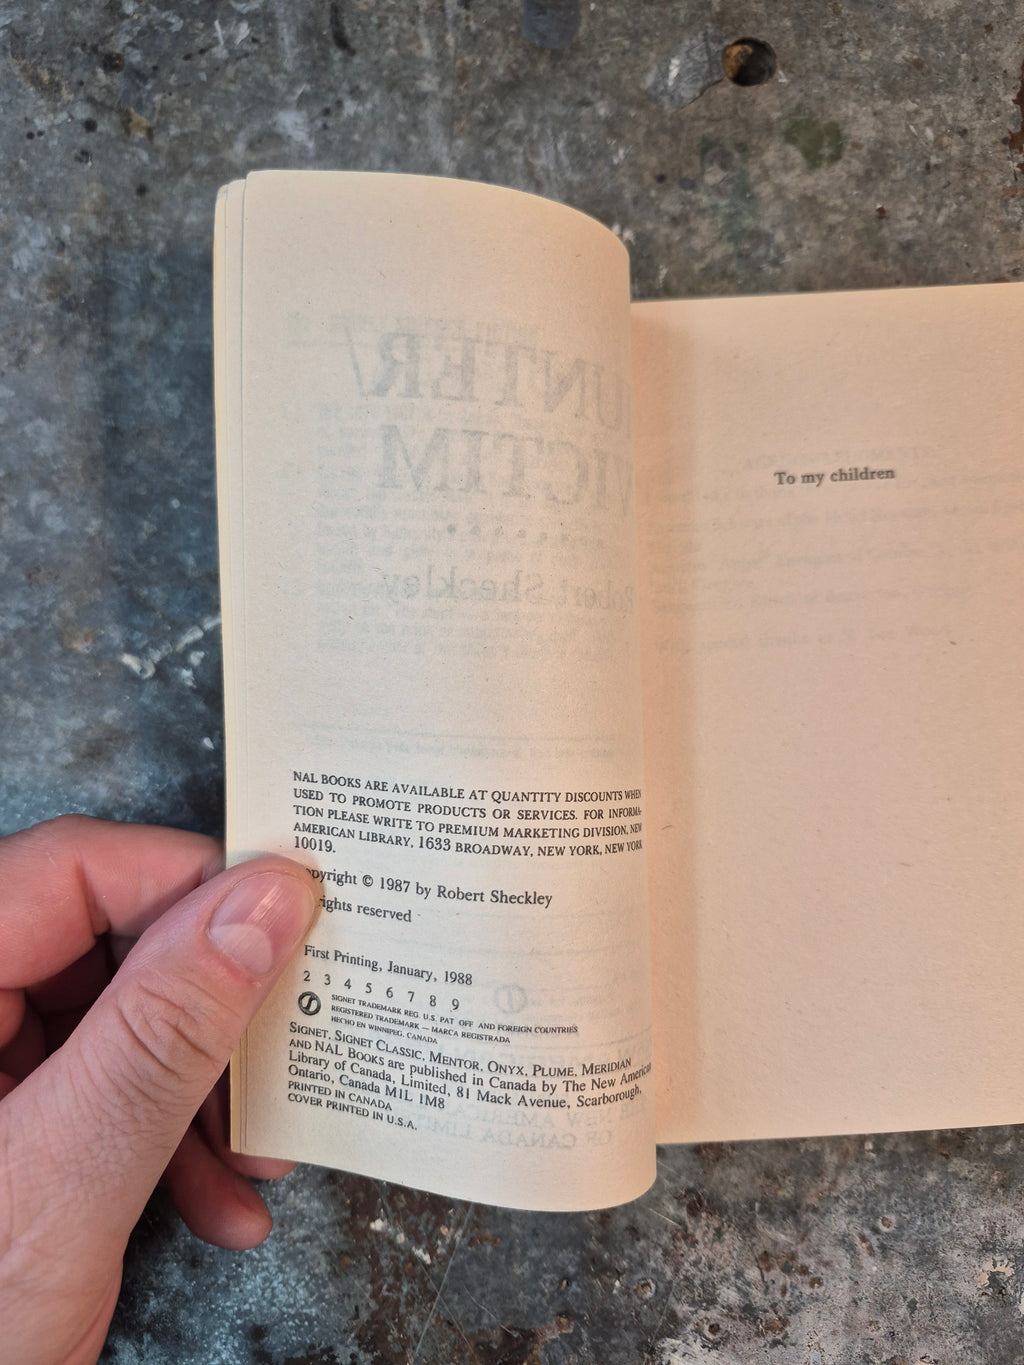 NAL BOOKS ARE AVAILABLE AT QUANTITY DISCOUNTS WHEN
USED TO PROMOTE PRODUCTS OR SERVICES. FOR INFORMA-
TION PLEASE WRITE TO PREMIUM MARKETING DIVISION, NEW
AMERICAN LIBRARY, 1633 BROADWAY, NEW YORK, NEW YORK
10019.
opyright © 1987 by Robert Sheckley
rights reserved
First Printing, January, 1988
2 3 4 5 6 7 8 9
SIGNET TRADEMARK REG. U.S. PAT OFF AND FOREIGN COUNTRIES
REGISTERED TRADEMARK — MARCA REGISTRADA
HECHO EN WINNIPEG, CANADA
SIGNET, SIGNET CLASSIC, MENTOR, ONYX, PLUME, MERIDIAN
AND NAL BOOKS are published in Canada by The New American
Library of Canada, Limited, 81 Mack Avenue, Scarborough,
Ontario, Canada M1L 1M8
PRINTED IN CANADA
COVER PRINTED IN U.S.A.
To my children
UNTER/
VICTIM
Robert Sheckley